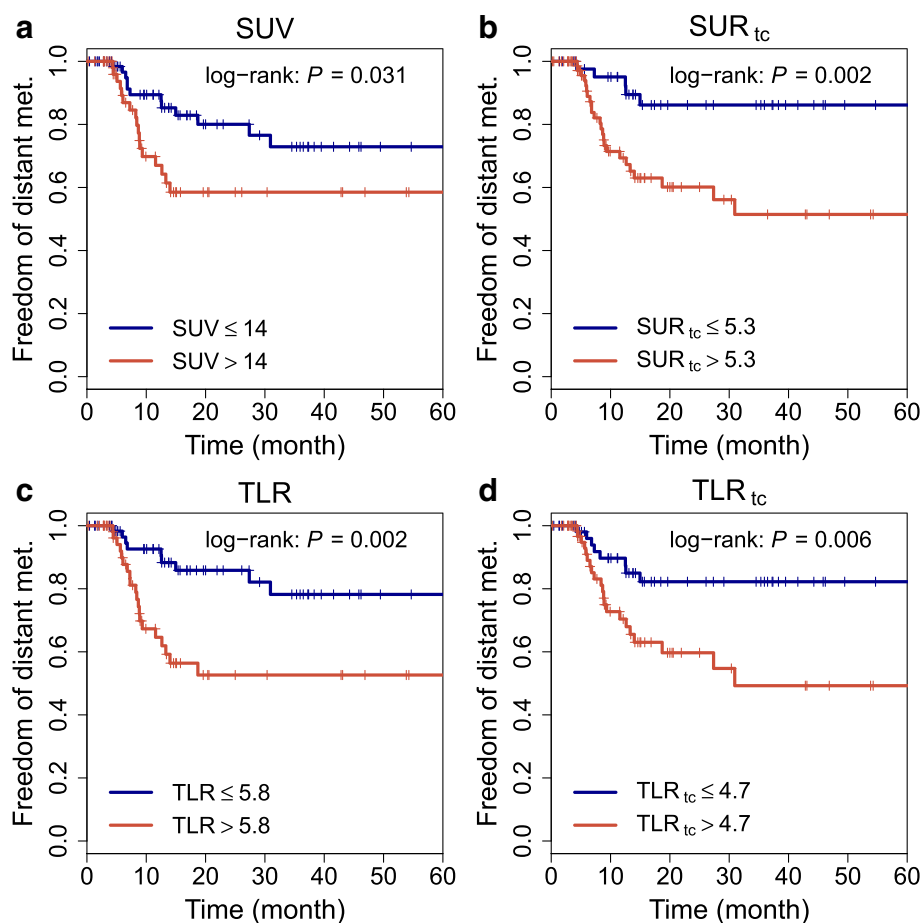 a
SUV
log−rank: P = 0.031
Freedom of distant met.
1.0
0.8
0.6
0.4
0.2
0.0
SUV ≤ 14
SUV > 14
0 10 20 30 40 50 60
Time (month)
b
SUR tc
log−rank: P = 0.002
Freedom of distant met.
1.0
0.8
0.6
0.4
0.2
0.0
SUR tc ≤ 5.3
SUR tc > 5.3
0 10 20 30 40 50 60
Time (month)
c
TLR
log−rank: P = 0.002
Freedom of distant met.
1.0
0.8
0.6
0.4
0.2
0.0
TLR ≤ 5.8
TLR > 5.8
0 10 20 30 40 50 60
Time (month)
d
TLR tc
log−rank: P = 0.006
Freedom of distant met.
1.0
0.8
0.6
0.4
0.2
0.0
TLR tc ≤ 4.7
TLR tc > 4.7
0 10 20 30 40 50 60
Time (month)